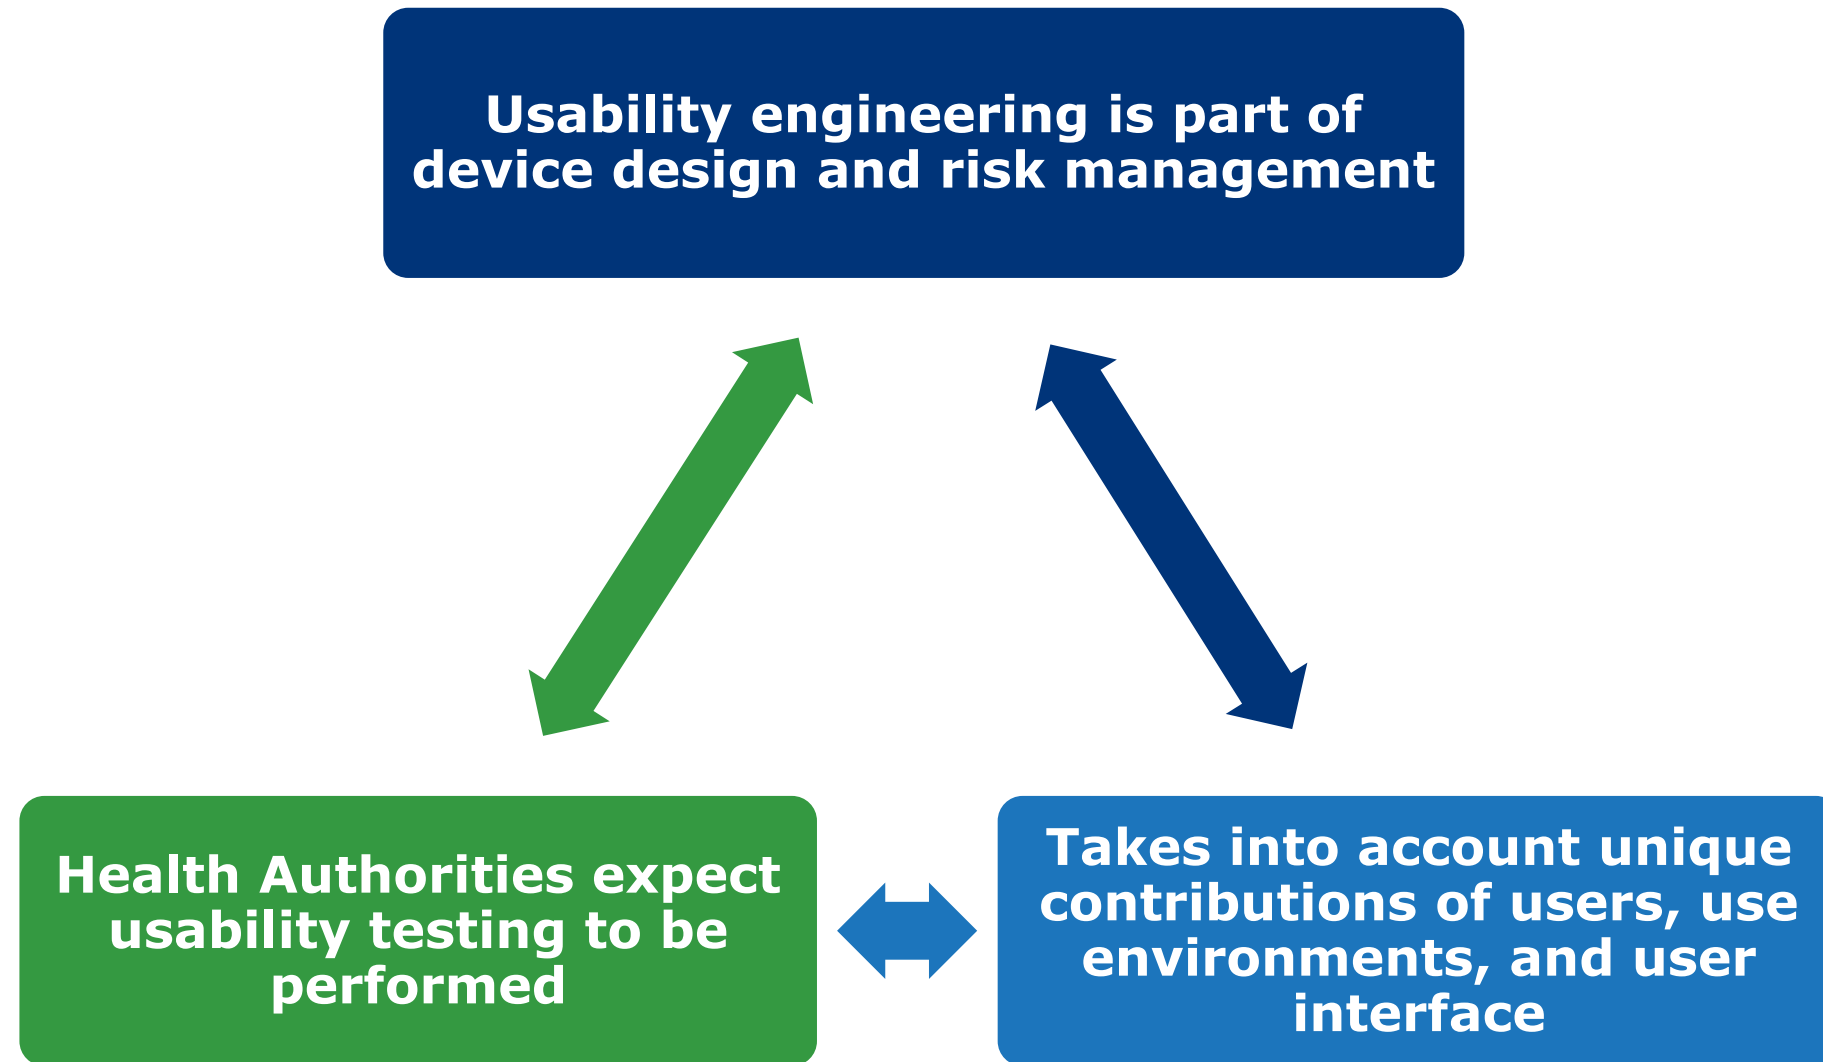 Usability engineering is part of
device design and risk management
Health Authorities expect
usability testing to be
performed
Takes into account unique
contributions of users, use
environments, and user
interface